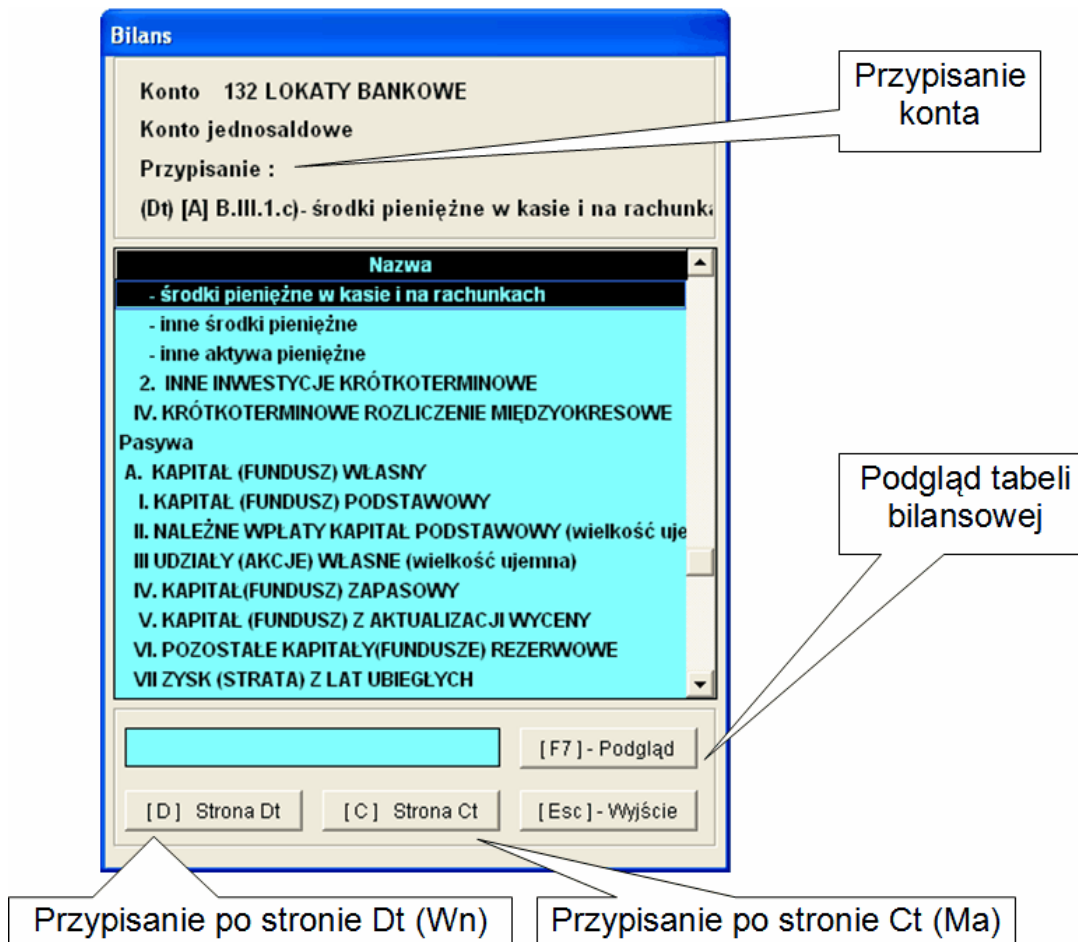 Bilans
Konto 132 LOKATY BANKOWE
Konto jednosaldowe
Przypisanie :
(Dt) [A] B.III.1.c)- środki pieniężne w kasie i na rachunka
Przypisanie
konta
Nazwa
- środki pieniężne w kasie i na rachunkach
- inne środki pieniężne
- inne aktywa pieniężne
2. INNE INWESTYCJE KRÓTKOTERMINOWE
IV. KRÓTKOTERMINOWE ROZLICZENIE MIĘDZYOKRESOWE
Pasywa
A. KAPITAŁ (FUNDUSZ) WŁASNY
I. KAPITAŁ (FUNDUSZ) PODSTAWOWY
II. NALEŻNE WPŁATY KAPITAŁ PODSTAWOWY (wielkość uje
III UDZIAŁY (AKCJE) WŁASNE (wielkość ujemna)
IV. KAPITAŁ(FUNDUSZ) ZAPASOWY
V. KAPITAŁ (FUNDUSZ) Z AKTUALIZACJI WYCENY
VI. POZOSTAŁE KAPITAŁY(FUNDUSZE) REZERWOWE
VII ZYSK (STRATA) Z LAT UBIEGŁYCH
Podgląd tabeli
bilansowej
[ F7 ] - Podgląd
[ D ] Strona Dt
[ C ] Strona Ct
[ Esc ] - Wyjście
Przypisanie po stronie Dt (Wn)
Przypisanie po stronie Ct (Ma)